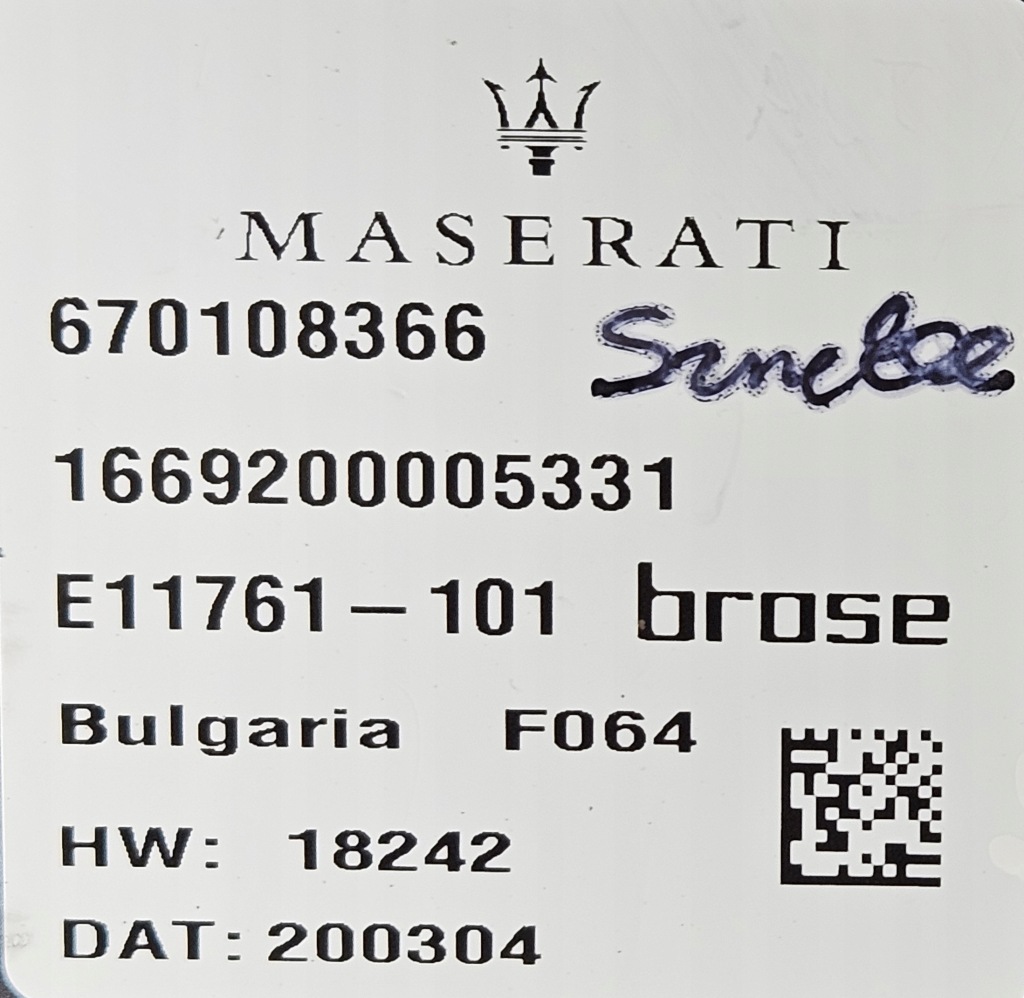 MASERATI
670108366
1669200005331
E11761-101 brose
Bulgaria F064
HW: 18242
DAT: 200304